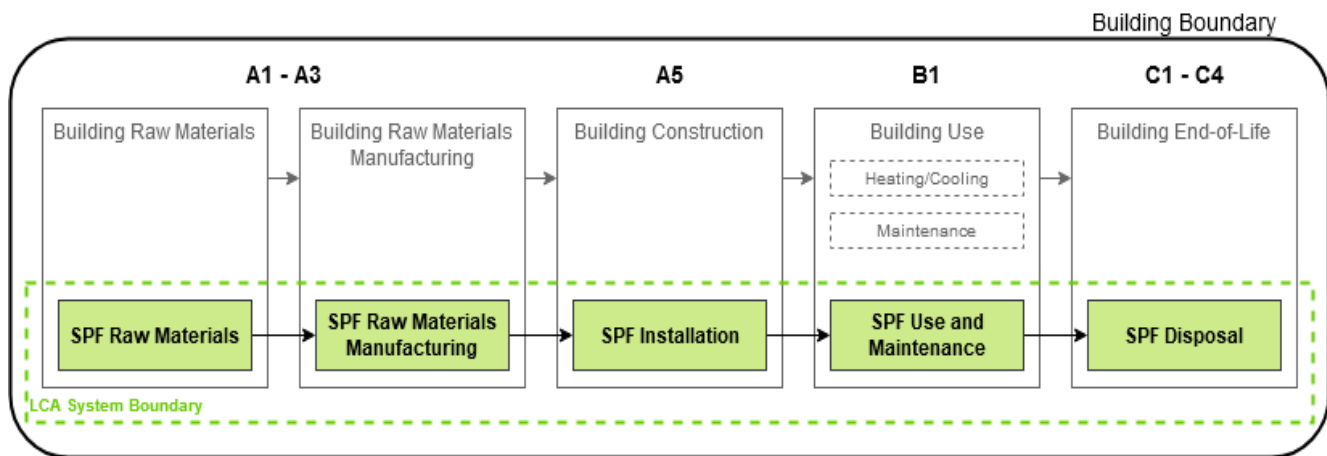 Building Boundary
A1 - A3
A5
B1
C1 - C4
Building Raw Materials
Building Raw Materials
Manufacturing
Building Construction
Building Use
Building End-of-Life
Heating/Cooling
Maintenance
SPF Raw Materials
SPF Raw Materials
Manufacturing
SPF Installation
SPF Use and
Maintenance
SPF Disposal
LCA System Boundary